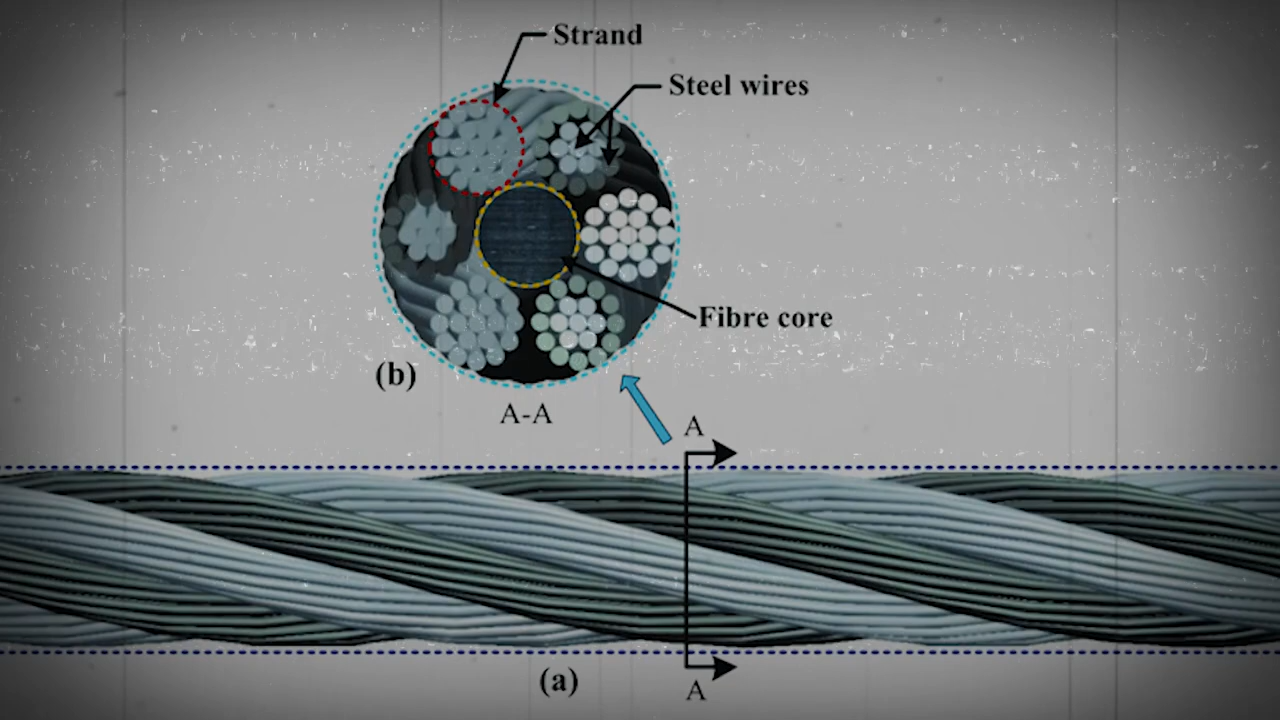 Strand
Steel wires
Fibre core
(b)
A-A
A
A
(a)